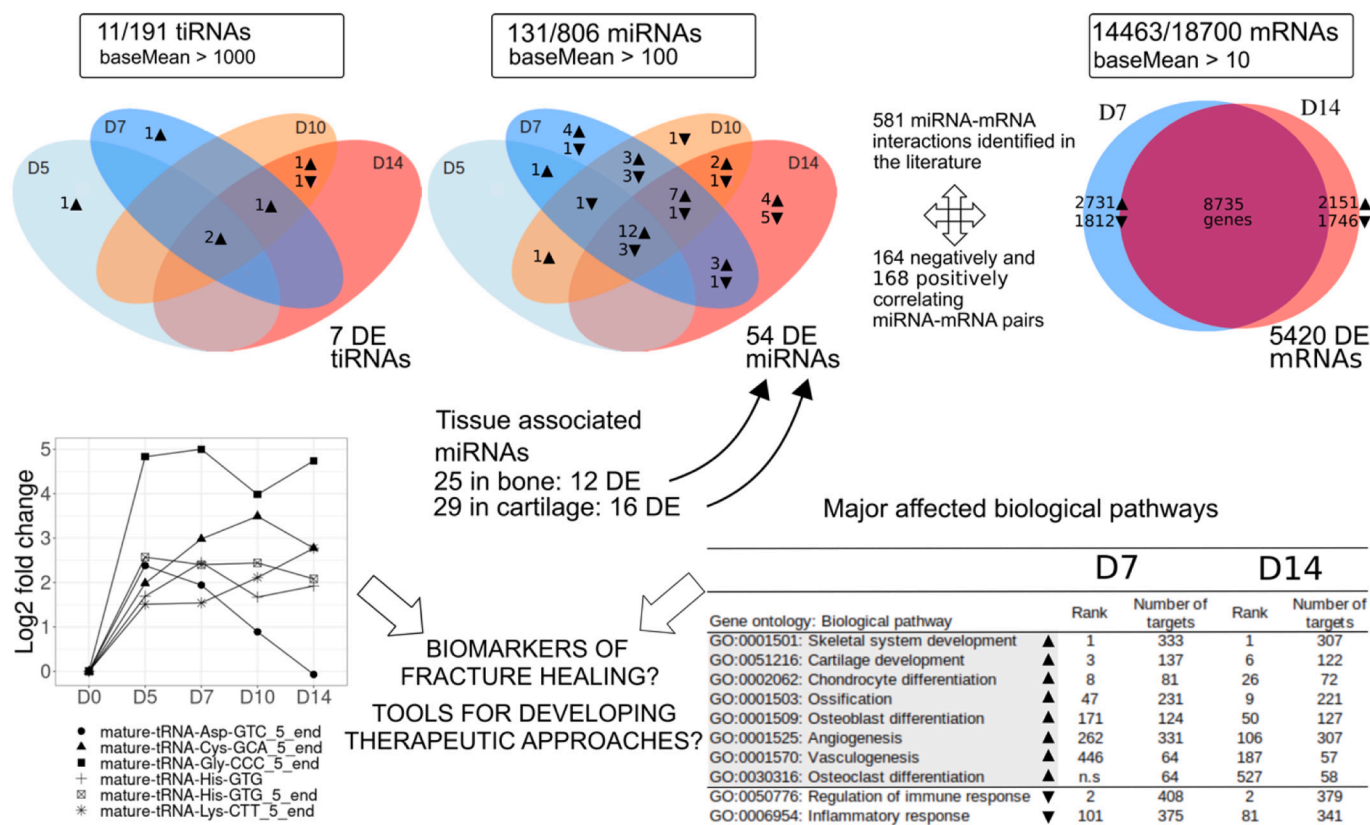 11/191 tiRNAs
baseMean > 1000
131/806 miRNAs
baseMean > 100
14463/18700 mRNAs
baseMean > 10
D5
D7
D10
D14
1▲
1▲
1▲
1▼
1▲
2▲
7 DE
tiRNAs
D5
D7
D10
D14
4▲
1▼
1▼
1▲
3▲
3▼
2▲
1▼
1▼
7▲
1▼
4▲
5▼
12▲
3▼
1▲
3▲
1▼
54 DE
miRNAs
581 miRNA-mRNA
interactions identified in
the literature
164 negatively and
168 positively
correlating
miRNA-mRNA pairs
D7
D14
2731▲
1812▼
8735
genes
2151▲
1746▼
5420 DE
mRNAs
Tissue associated
miRNAs
25 in bone: 12 DE
29 in cartilage: 16 DE
Log2 fold change
5
4
3
2
1
0
D0 D5 D7 D10 D14
mature-tRNA-Asp-GTC_5_end
mature-tRNA-Cys-GCA_5_end
mature-tRNA-Gly-CCC_5_end
mature-tRNA-His-GTG
mature-tRNA-His-GTG_5_end
mature-tRNA-Lys-CTT_5_end
BIOMARKERS OF
FRACTURE HEALING?
TOOLS FOR DEVELOPING
THERAPEUTIC APPROACHES?
Major affected biological pathways
D7 D14
Gene ontology: Biological pathway Rank Number of targets Rank Number of targets
GO:0001501: Skeletal system development ▲ 1 333 1 307
GO:0051216: Cartilage development ▲ 3 137 6 122
GO:0002062: Chondrocyte differentiation ▲ 8 81 26 72
GO:0001503: Ossification ▲ 47 231 9 221
GO:0001509: Osteoblast differentiation ▲ 171 124 50 127
GO:0001525: Angiogenesis ▲ 262 331 106 307
GO:0001570: Vasculogenesis ▲ 446 64 187 57
GO:0030316: Osteoclast differentiation ▲ n.s 64 527 58
GO:0050776: Regulation of immune response ▼ 2 408 2 379
GO:0006954: Inflammatory response ▼ 101 375 81 341